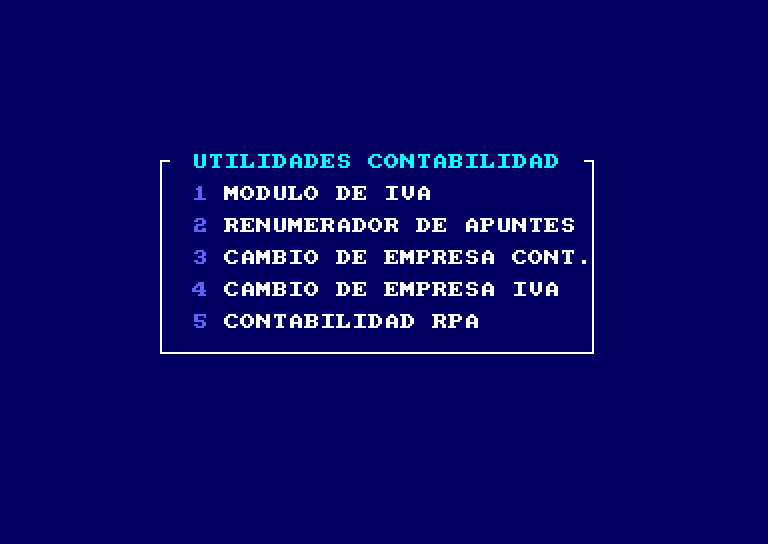 UTILIDADES CONTABILIDAD
1 MODULO DE IVA
2 RENUMERADOR DE APUNTES
3 CAMBIO DE EMPRESA CONT.
4 CAMBIO DE EMPRESA IVA
5 CONTABILIDAD RPA